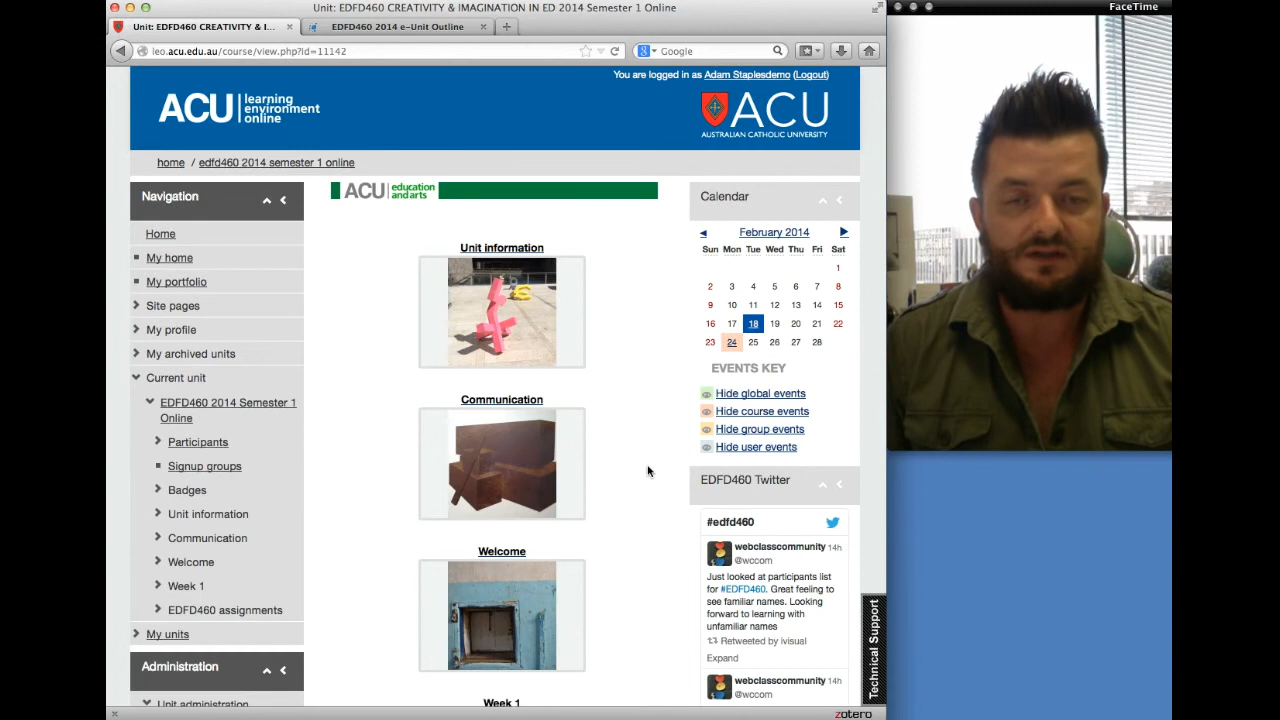 Unit: EDFD460 CREATIVITY & IMAGINATION IN ED 2014 Semester 1 Online
FaceTime
Unit: EDFD460 CREATIVITY & I...
EDFD460 2014 e-Unit Outline
leo.acu.edu.au/course/view.php?id=11142
Google
You are logged in as Adam Staplesdemo (Logout)
ACU learning environment online
ACU
AUSTRALIAN CATHOLIC UNIVERSITY
home / edfd460 2014 semester 1 online
Navigation
Home
My home
My portfolio
Site pages
My profile
My archived units
Current unit
EDFD460 2014 Semester 1
Online
Participants
Signup groups
Badges
Unit information
Communication
Welcome
Week 1
EDFD460 assignments
My units
Administration
Unit administration
ACU education and arts
Unit information
Communication
Welcome
Week 1
Calendar
February 2014
Sun Mon Tue Wed Thu Fri Sat
1
2 3 4 5 6 7 8
9 10 11 12 13 14 15
16 17 18 19 20 21 22
23 24 25 26 27 28
EVENTS KEY
Hide global events
Hide course events
Hide group events
Hide user events
EDFD460 Twitter
#edfd460
webclasscommunity 14h
@wccom
Just looked at participants list
for #EDFD460. Great feeling to
see familiar names. Looking
forward to learning with
unfamiliar names
Retweeted by ivisual
Expand
webclasscommunity 14h
@wccom
Technical Support
zotero